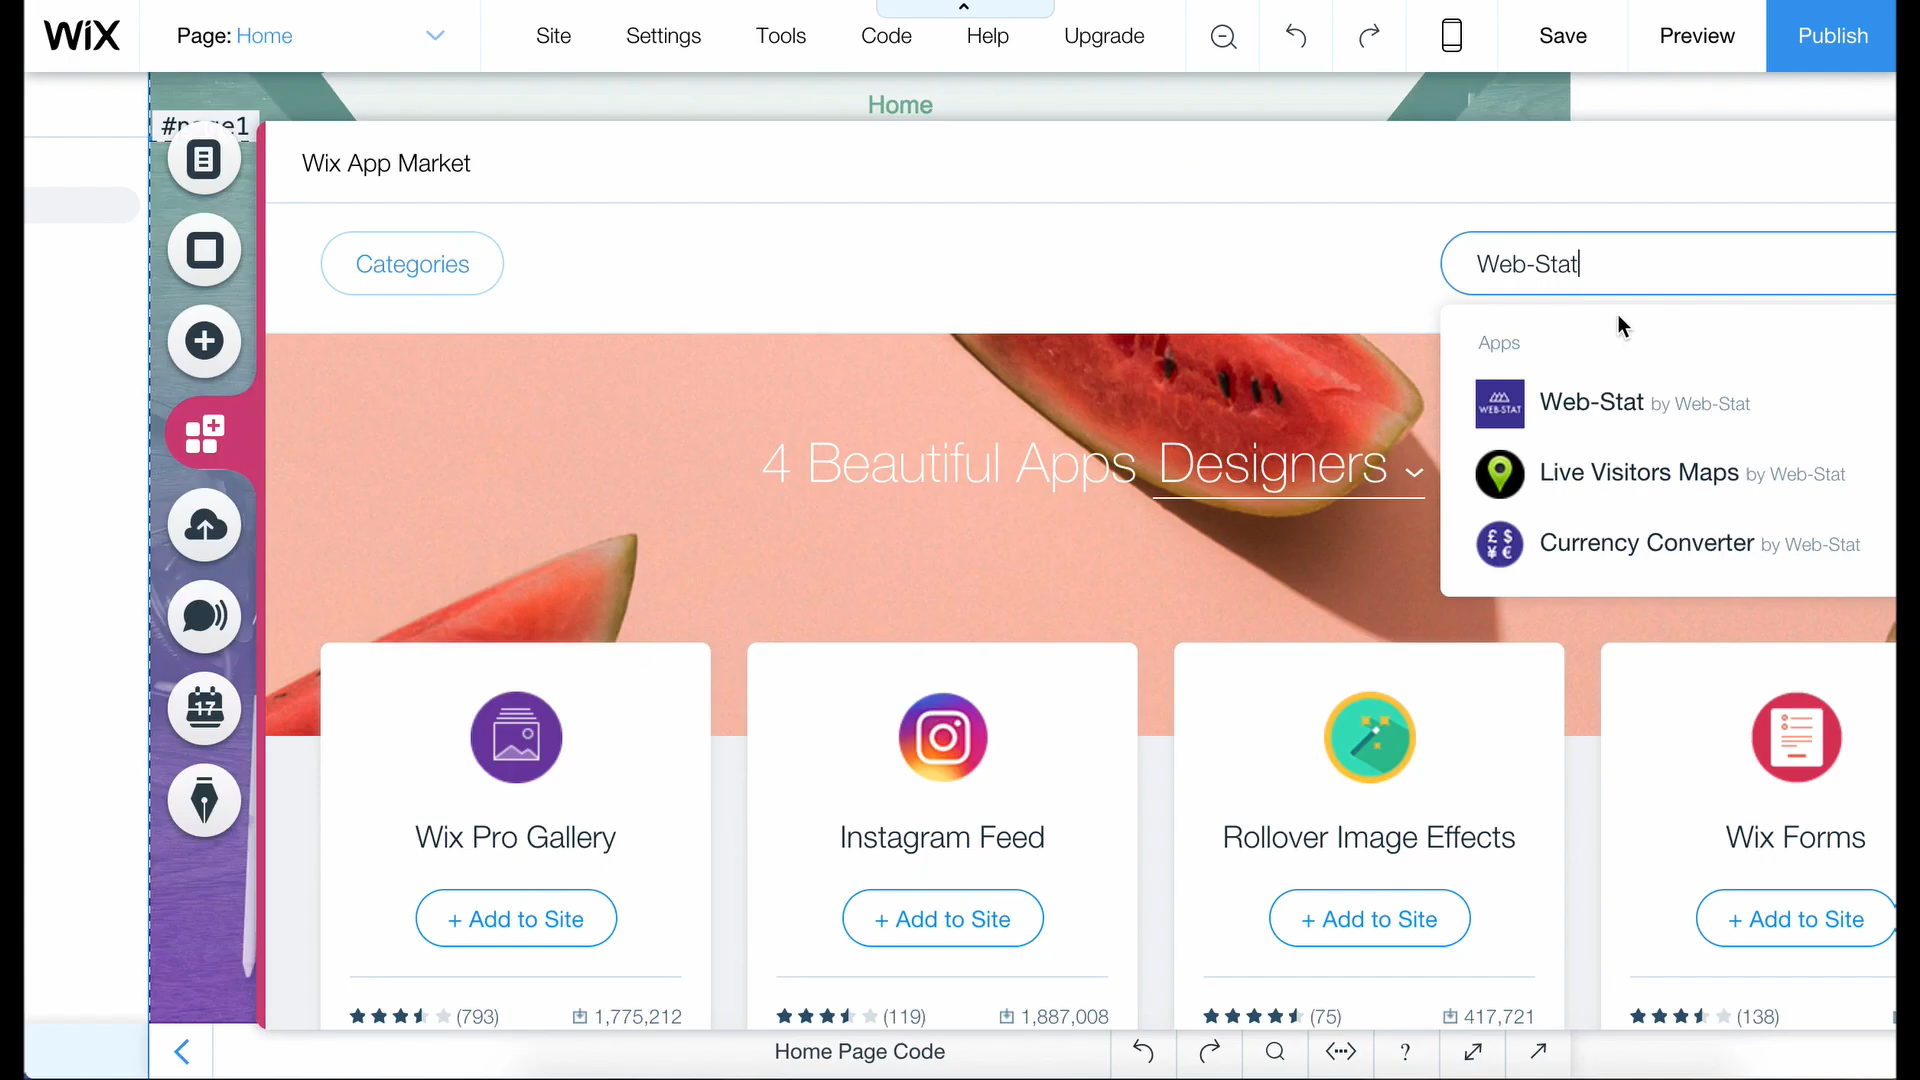 WiX Page: Home Site Settings Tools Code Help Upgrade Save Preview Publish
Home
#page1
Wix App Market
Categories
Web-Stat
Apps
WEB-STAT Web-Stat by Web-Stat
Live Visitors Maps by Web-Stat
£ $ ¥ € Currency Converter by Web-Stat
4 Beautiful Apps Designers
17
Wix Pro Gallery
+ Add to Site
(793) 1,775,212
Instagram Feed
+ Add to Site
(119) 1,887,008
Rollover Image Effects
+ Add to Site
(75) 417,721
Wix Forms
+ Add to Site
(138)
Home Page Code ?